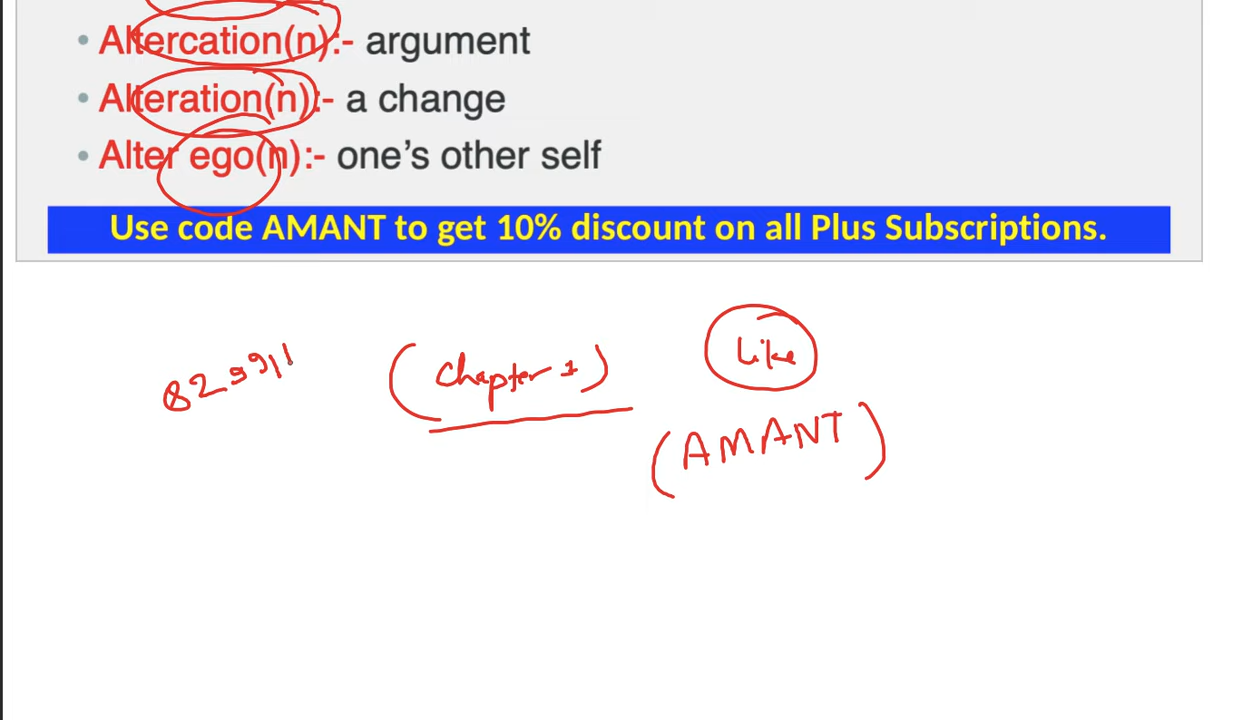 • Altercation(n):- argument
• Alteration(n):- a change
• Alter ego(n):- one’s other self
Use code AMANT to get 10% discount on all Plus Subscriptions.
Like
(Chapter 1)
(AMANT)